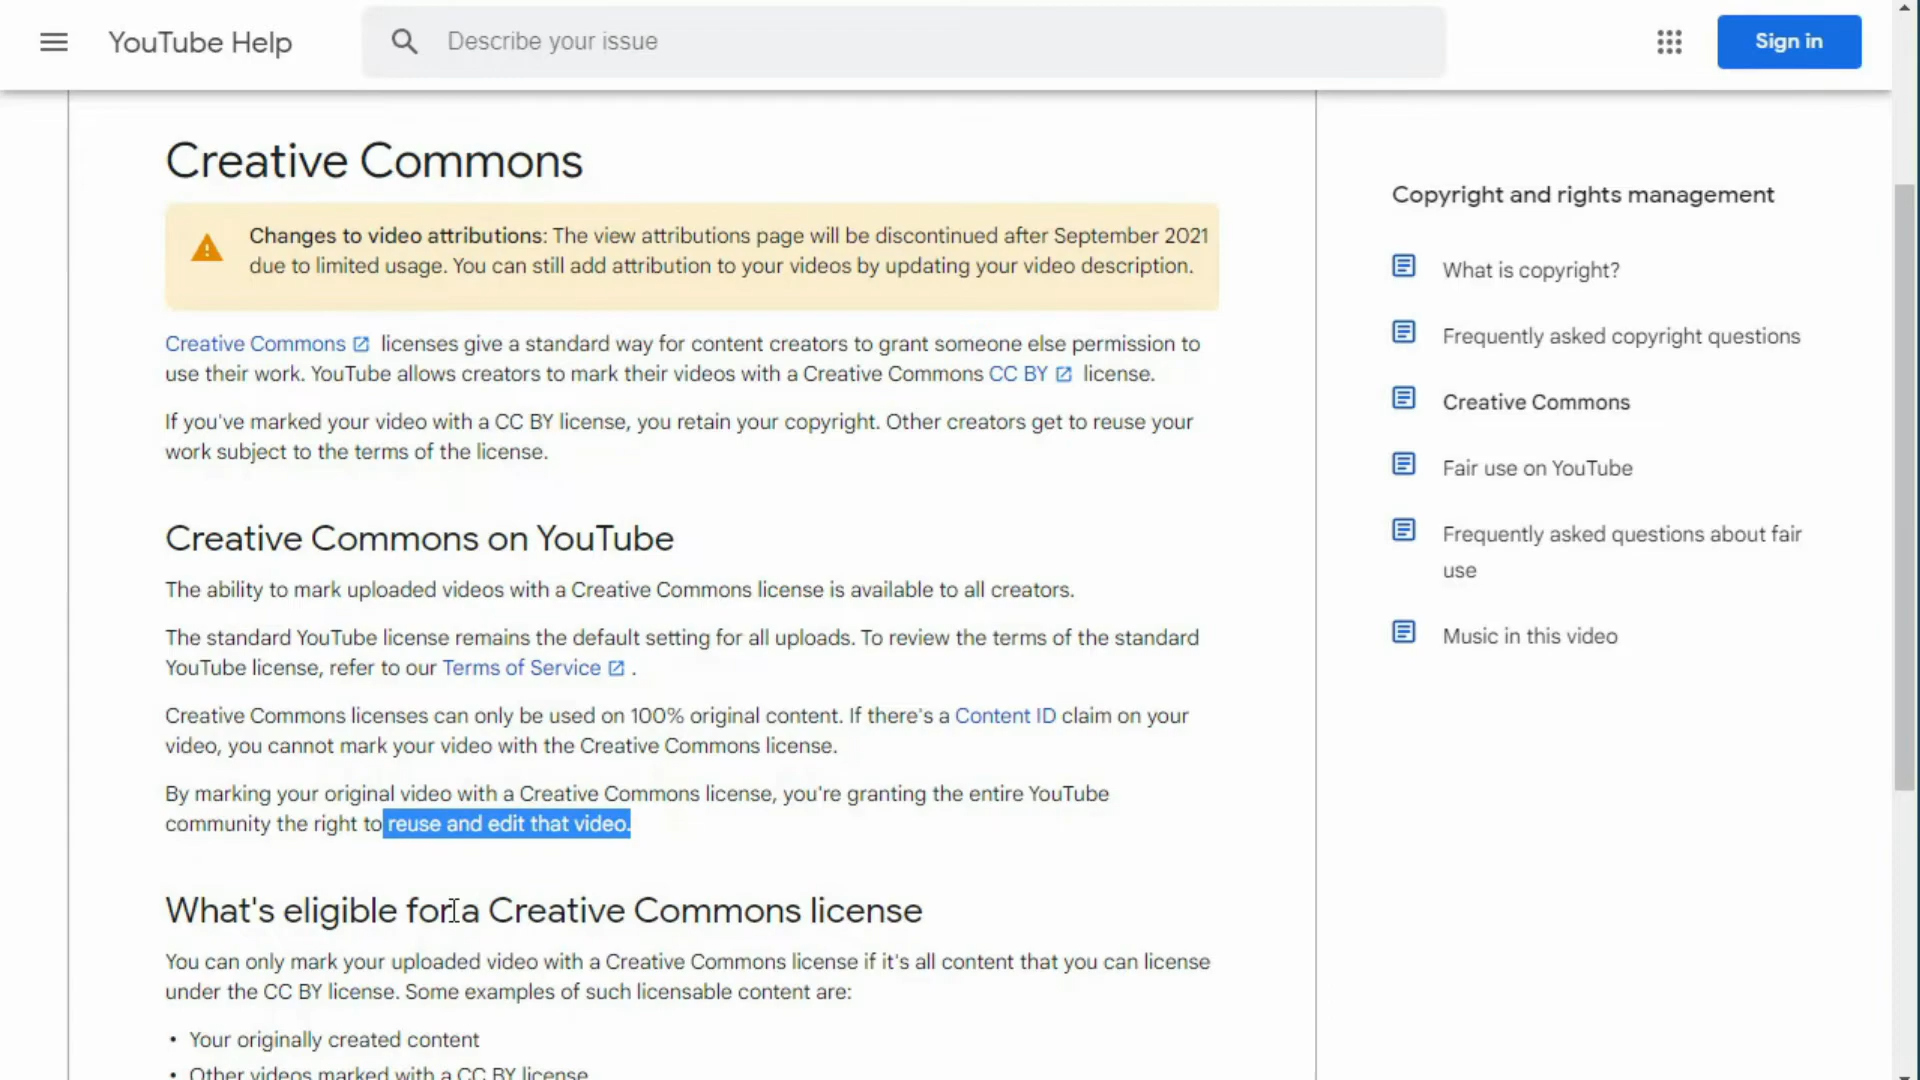 YouTube Help
Describe your issue
Sign in
Creative Commons
Changes to video attributions: The view attributions page will be discontinued after September 2021
due to limited usage. You can still add attribution to your videos by updating your video description.
Creative Commons licenses give a standard way for content creators to grant someone else permission to
use their work. YouTube allows creators to mark their videos with a Creative Commons CC BY license.
If you've marked your video with a CC BY license, you retain your copyright. Other creators get to reuse your
work subject to the terms of the license.
Creative Commons on YouTube
The ability to mark uploaded videos with a Creative Commons license is available to all creators.
The standard YouTube license remains the default setting for all uploads. To review the terms of the standard
YouTube license, refer to our Terms of Service .
Creative Commons licenses can only be used on 100% original content. If there's a Content ID claim on your
video, you cannot mark your video with the Creative Commons license.
By marking your original video with a Creative Commons license, you're granting the entire YouTube
community the right to reuse and edit that video.
What's eligible for a Creative Commons license
You can only mark your uploaded video with a Creative Commons license if it's all content that you can license
under the CC BY license. Some examples of such licensable content are:
• Your originally created content
• Other videos marked with a CC BY license
Copyright and rights management
What is copyright?
Frequently asked copyright questions
Creative Commons
Fair use on YouTube
Frequently asked questions about fair
use
Music in this video